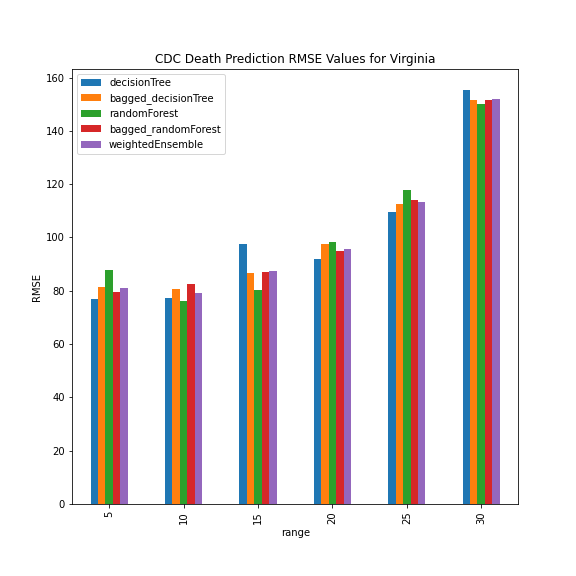 CDC Death Prediction RMSE Values for Virginia
decisionTree
bagged_decisionTree
randomForest
bagged_randomForest
weightedEnsemble
RMSE
160
140
120
100
80
60
40
20
0
5
10
15
20
25
30
range